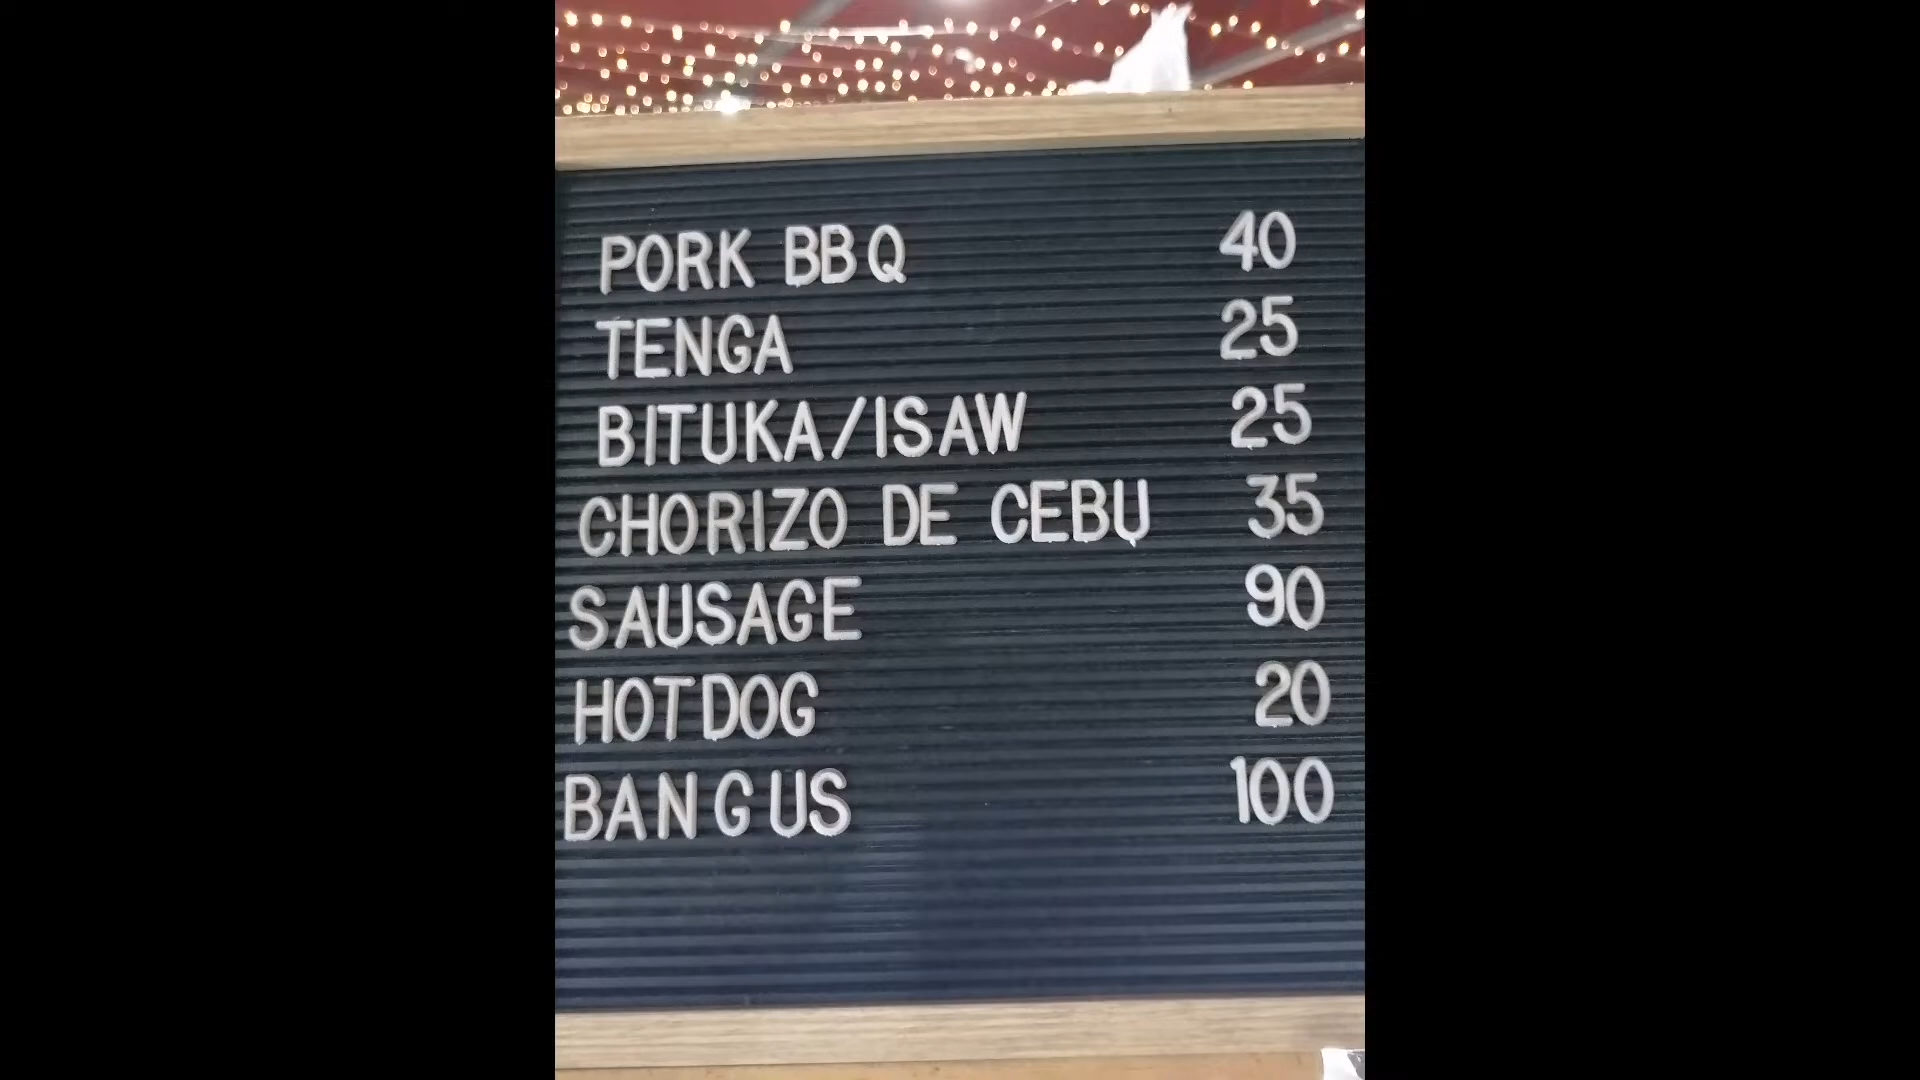 PORK BBQ 40
TENGA 25
BITUKA/ISAW 25
CHORIZO DE CEBU 35
SAUSAGE 90
HOTDOG 20
BANGUS 100